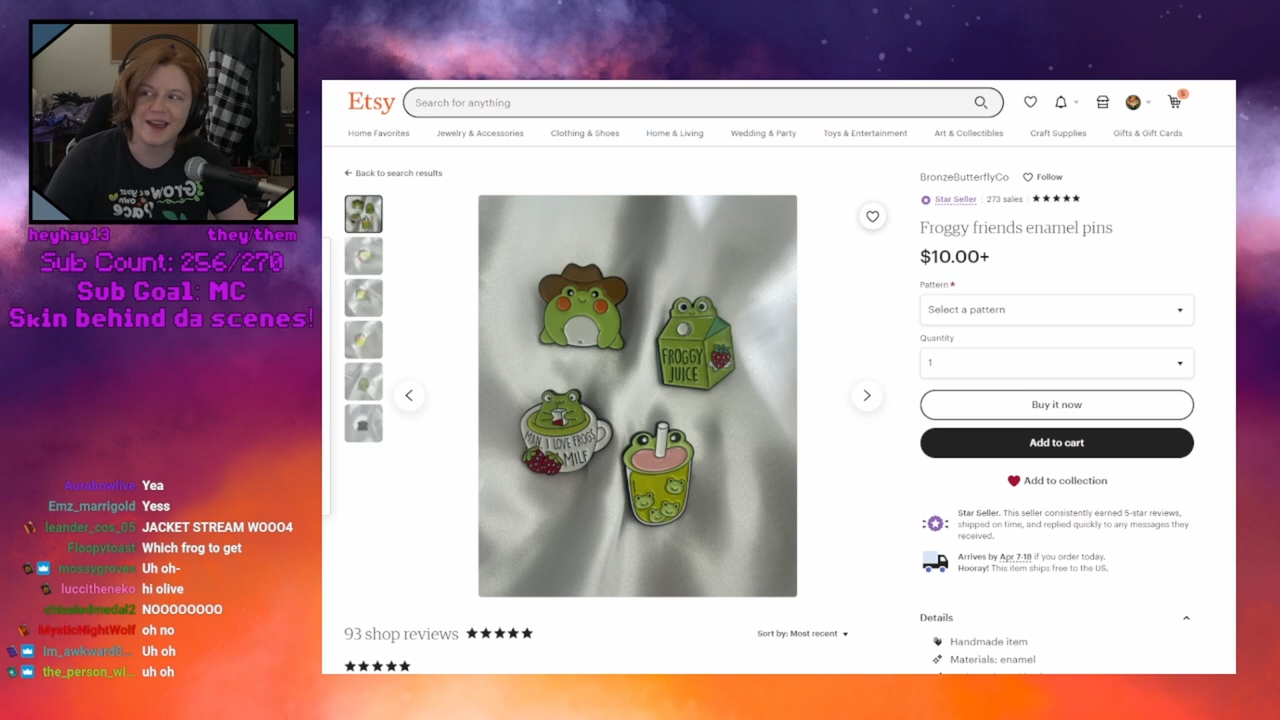 heyhay13 they/them
Sub Count: 256/270
Sub Goal: MC
Skin behind da scenes!
Yea
Emz_marrigold Yess
leander_cos_05 JACKET STREAM WOOO4
Floopytoast Which frog to get
mossygroves Uh oh-
luccitheneko hi olive
NOOOOOOOO
MysticNightWolf oh no
Uh oh
the_person_wi... uh oh
Etsy
Search for anything
5
Home Favorites Jewelry & Accessories Clothing & Shoes Home & Living Wedding & Party Toys & Entertainment Art & Collectibles Craft Supplies Gifts & Gift Cards
Back to search results
FROGGY
JUICE
MAN, I LOVE FROGS
MILF
93 shop reviews
Sort by: Most recent
BronzeButterflyCo Follow
Star Seller 273 sales
Froggy friends enamel pins
$10.00+
Pattern *
Select a pattern
Quantity
1
Buy it now
Add to cart
Add to collection
Star Seller. This seller consistently earned 5-star reviews,
shipped on time, and replied quickly to any messages they
received.
Arrives by Apr 7-18 if you order today.
Hooray! This item ships free to the US.
Details
Handmade item
Materials: enamel